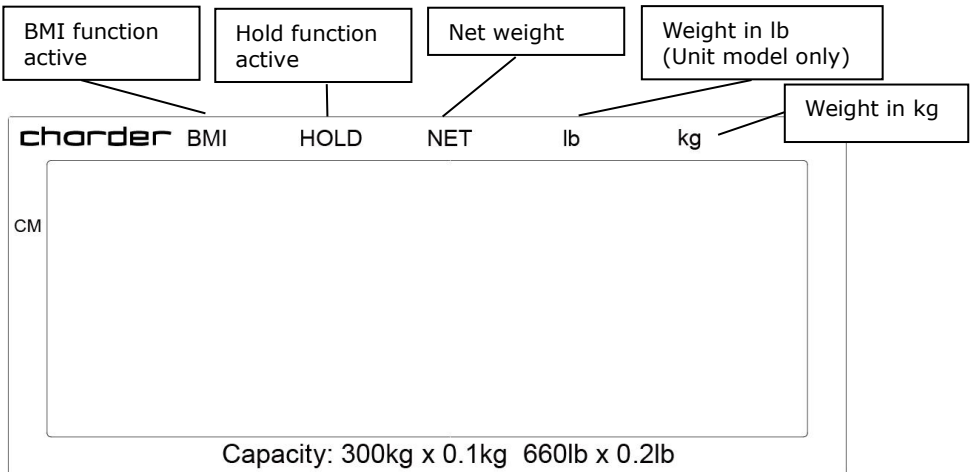 BMI function
active
Hold function
active
Net weight
Weight in lb
(Unit model only)
Weight in kg
charder BMI HOLD NET lb kg
CM
Capacity: 300kg x 0.1kg 660lb x 0.2lb